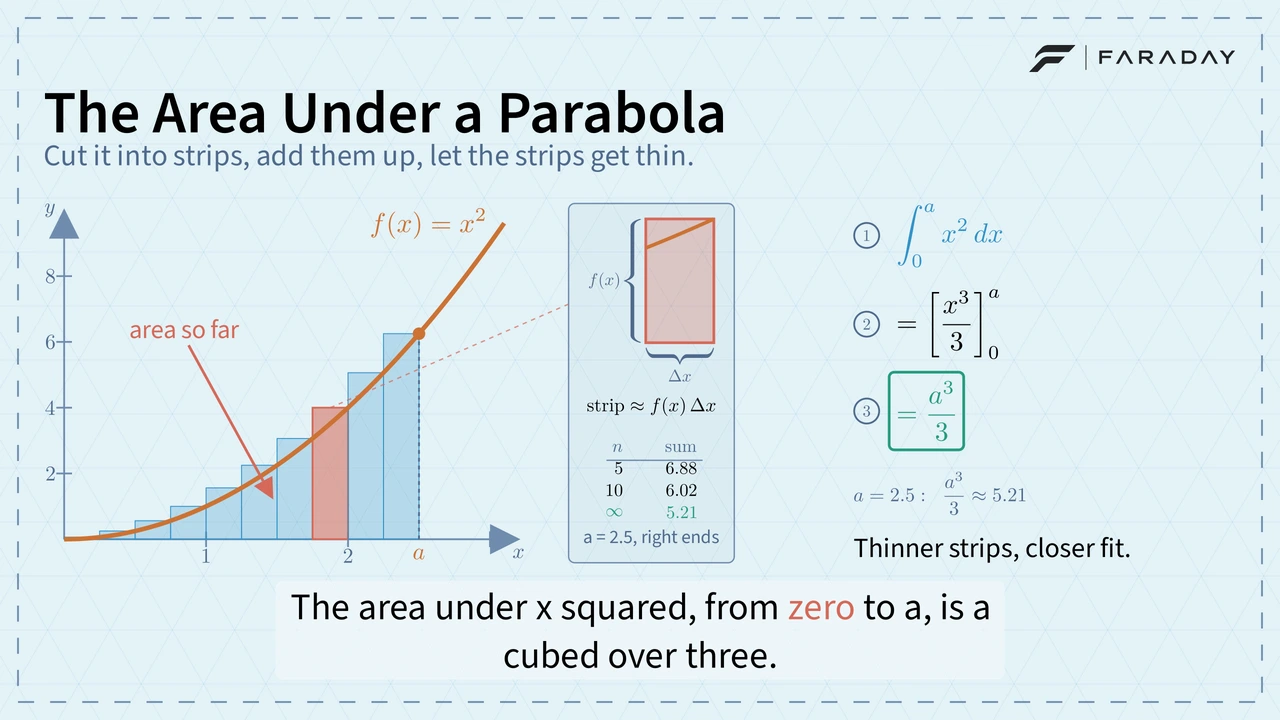 FARADAY
The Area Under a Parabola
Cut it into strips, add them up, let the strips get thin.
y
f(x) = x²
8
6
4
2
area so far
1
2
a
x
f(x)
Δx
strip ≈ f(x) Δx
n sum
5 6.88
10 6.02
∞ 5.21
a = 2.5, right ends
① ∫₀ᵃ x² dx
② = [x³/3]₀ᵃ
③ = a³/3
a = 2.5 : a³/3 ≈ 5.21
Thinner strips, closer fit.
The area under x squared, from zero to a, is a
cubed over three.